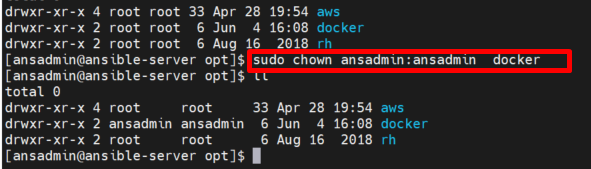 drwxr-xr-x 4 root root 33 Apr 28 19:54 aws
drwxr-xr-x 2 root root  6 Jun  4 16:08 docker
drwxr-xr-x 2 root root  6 Aug 16  2018 rh
[ansadmin@ansible-server opt]$ sudo chown ansadmin:ansadmin  docker
[ansadmin@ansible-server opt]$ ll
total 0
drwxr-xr-x 4 root     root     33 Apr 28 19:54 aws
drwxr-xr-x 2 ansadmin ansadmin  6 Jun  4 16:08 docker
drwxr-xr-x 2 root     root      6 Aug 16  2018 rh
[ansadmin@ansible-server opt]$